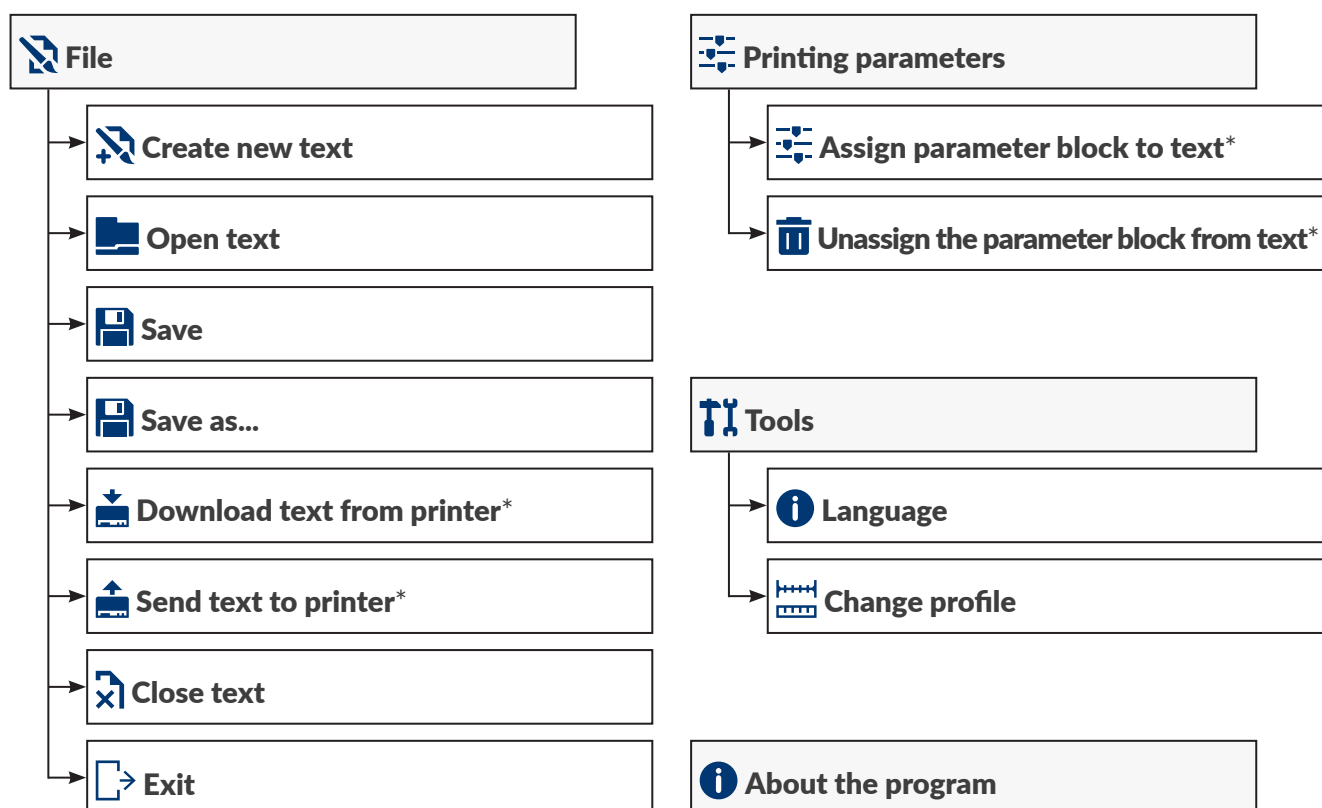 File
Create new text
Open text
Save
Save as...
Download text from printer*
Send text to printer*
Close text
Exit
Printing parameters
Assign parameter block to text*
Unassign the parameter block from text*
Tools
Language
Change profile
About the program